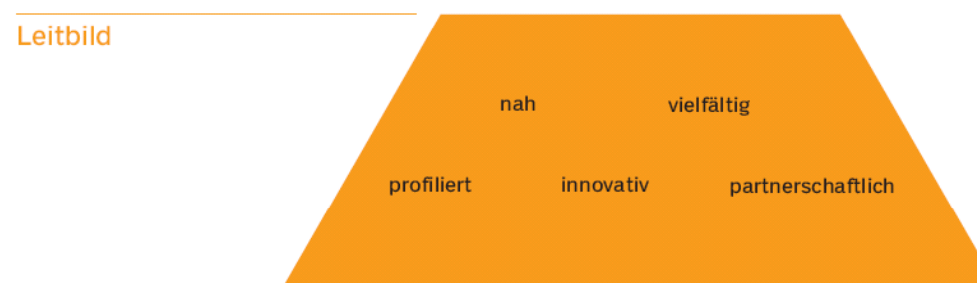 Leitbild
nah vielfältig
profiliert innovativ partnerschaftlich